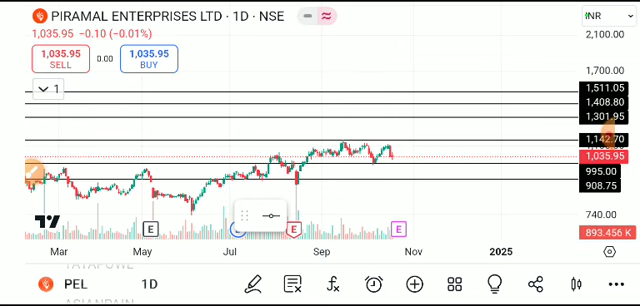 PIRAMAL ENTERPRISES LTD · 1D · NSE
INR
1,035.95 −0.10 (−0.01%)
2,100.00
1,035.95
SELL
0.00
1,035.95
BUY
1,700.00
1
1,511.05
1,408.80
1,301.95
1,142.70
1,035.95
995.00
908.75
740.00
893.456 K
E
E
E
Mar
May
Jul
Sep
Nov
2025
PEL
1D